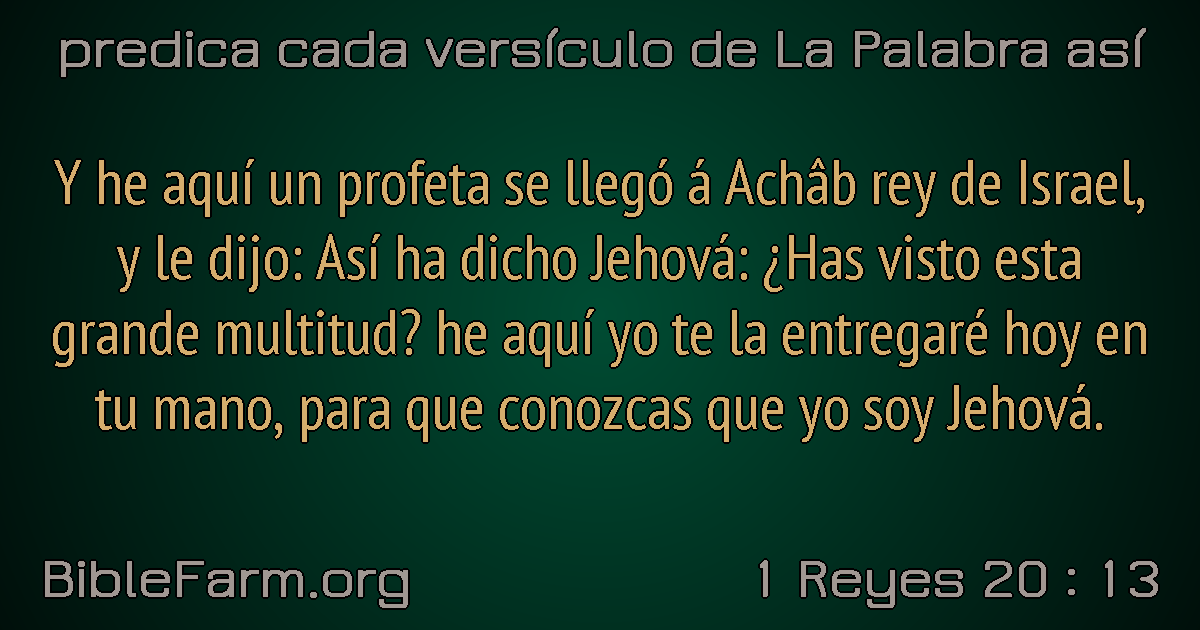 predica cada versículo de La Palabra así
Y he aquí un profeta se llegó á Achâb rey de Israel,
y le dijo: Así ha dicho Jehová: ¿Has visto esta
grande multitud? he aquí yo te la entregaré hoy en
tu mano, para que conozcas que yo soy Jehová.
BibleFarm.org
1 Reyes 20 : 13